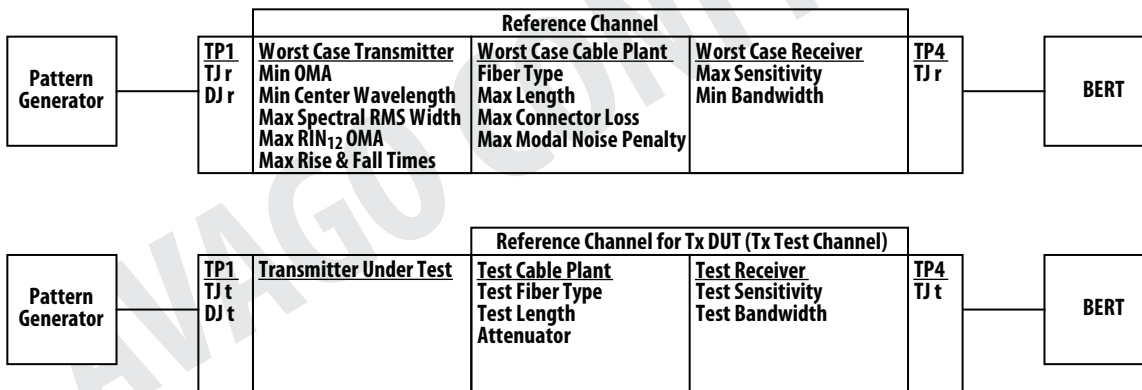 Reference Channel
Pattern
Generator
TP1
TJ r
DJ r
Worst Case Transmitter
Min OMA
Min Center Wavelength
Max Spectral RMS Width
Max RIN12 OMA
Max Rise & Fall Times
Worst Case Cable Plant
Fiber Type
Max Length
Max Connector Loss
Max Modal Noise Penalty
Worst Case Receiver
Max Sensitivity
Min Bandwidth
TP4
TJ r
BERT
Reference Channel for Tx DUT (Tx Test Channel)
Pattern
Generator
TP1
TJ t
DJ t
Transmitter Under Test
Test Cable Plant
Test Fiber Type
Test Length
Attenuator
Test Receiver
Test Sensitivity
Test Bandwidth
TP4
TJ t
BERT